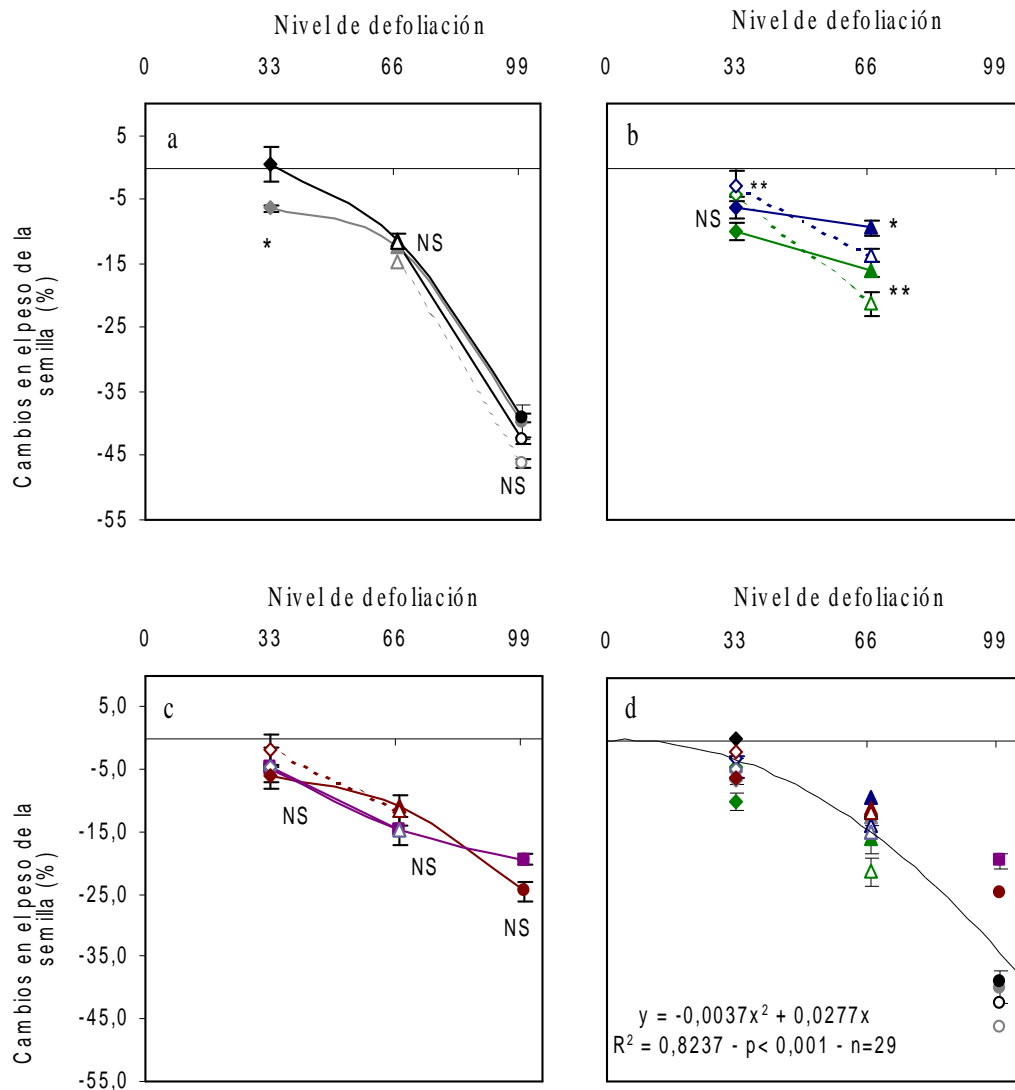 Nivel de defoliación
0 33 66 99
Cambios en el peso de la
semilla (%)
5
-5
-15
-25
-35
-45
-55
a
*
NS
NS
Nivel de defoliación
0 33 66 99
b
**
NS
*
**
Nivel de defoliación
0 33 66 99
Cambios en el peso de la
semilla (%)
5,0
-5,0
-15,0
-25,0
-35,0
-45,0
-55,0
c
NS
NS
NS
Nivel de defoliación
0 33 66 99
d
y = -0,0037x² + 0,0277x
R² = 0,8237 - p< 0,001 - n=29